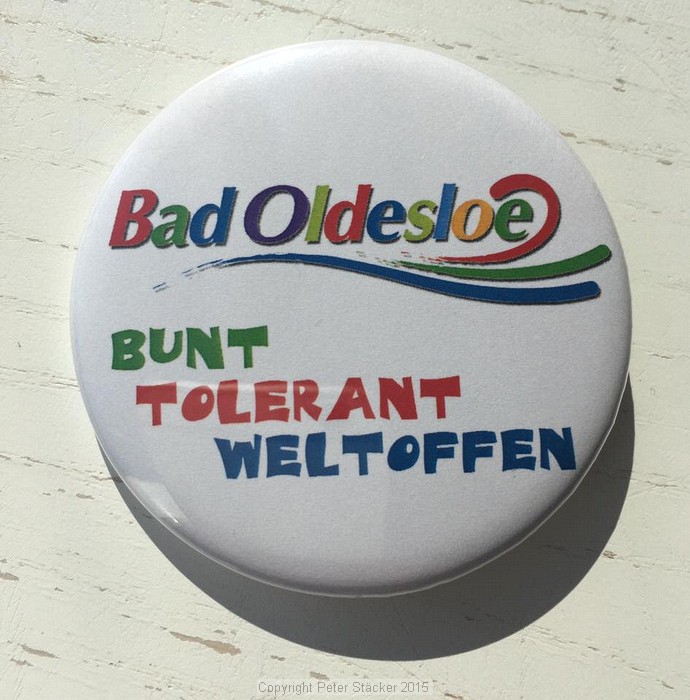 Bad Oldesloe
BUNT
TOLERANT
WELTOFFEN
Copyright Peter Stäcker 2015